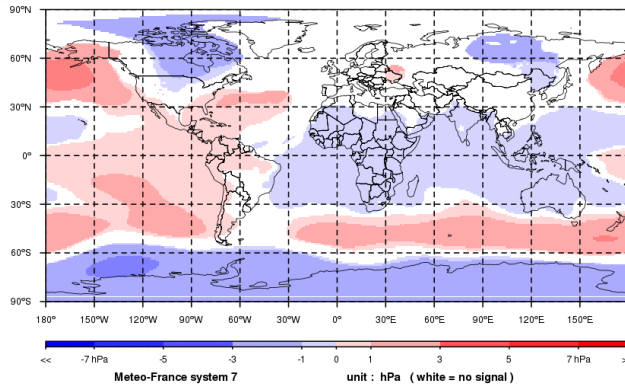 90°N
60°N
30°N
0°
30°S
60°S
90°S
180° 150°W 120°W 90°W 60°W 30°W 0° 30°E 60°E 90°E 120°E 150°E
<< -7 hPa -5 -3 -1 0 1 3 5 7 hPa >
Meteo-France system 7 unit : hPa ( white = no signal )